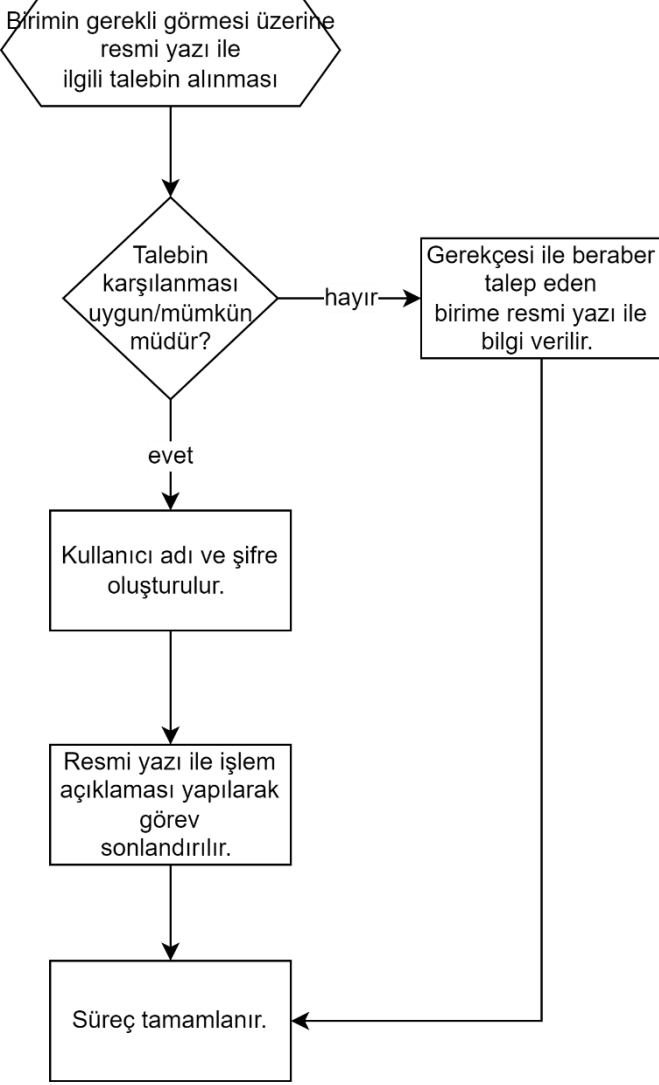 Birimin gerekli görmesi üzerine
resmi yazı ile
ilgili talebin alınması
Talebin
karşılanması
uygun/mümkün
müdür?
hayır
Gerekçesi ile beraber
talep eden
birime resmi yazı ile
bilgi verilir.
evet
Kullanıcı adı ve şifre
oluşturulur.
Resmi yazı ile işlem
açıklaması yapılarak
görev
sonlandırılır.
Süreç tamamlanır.